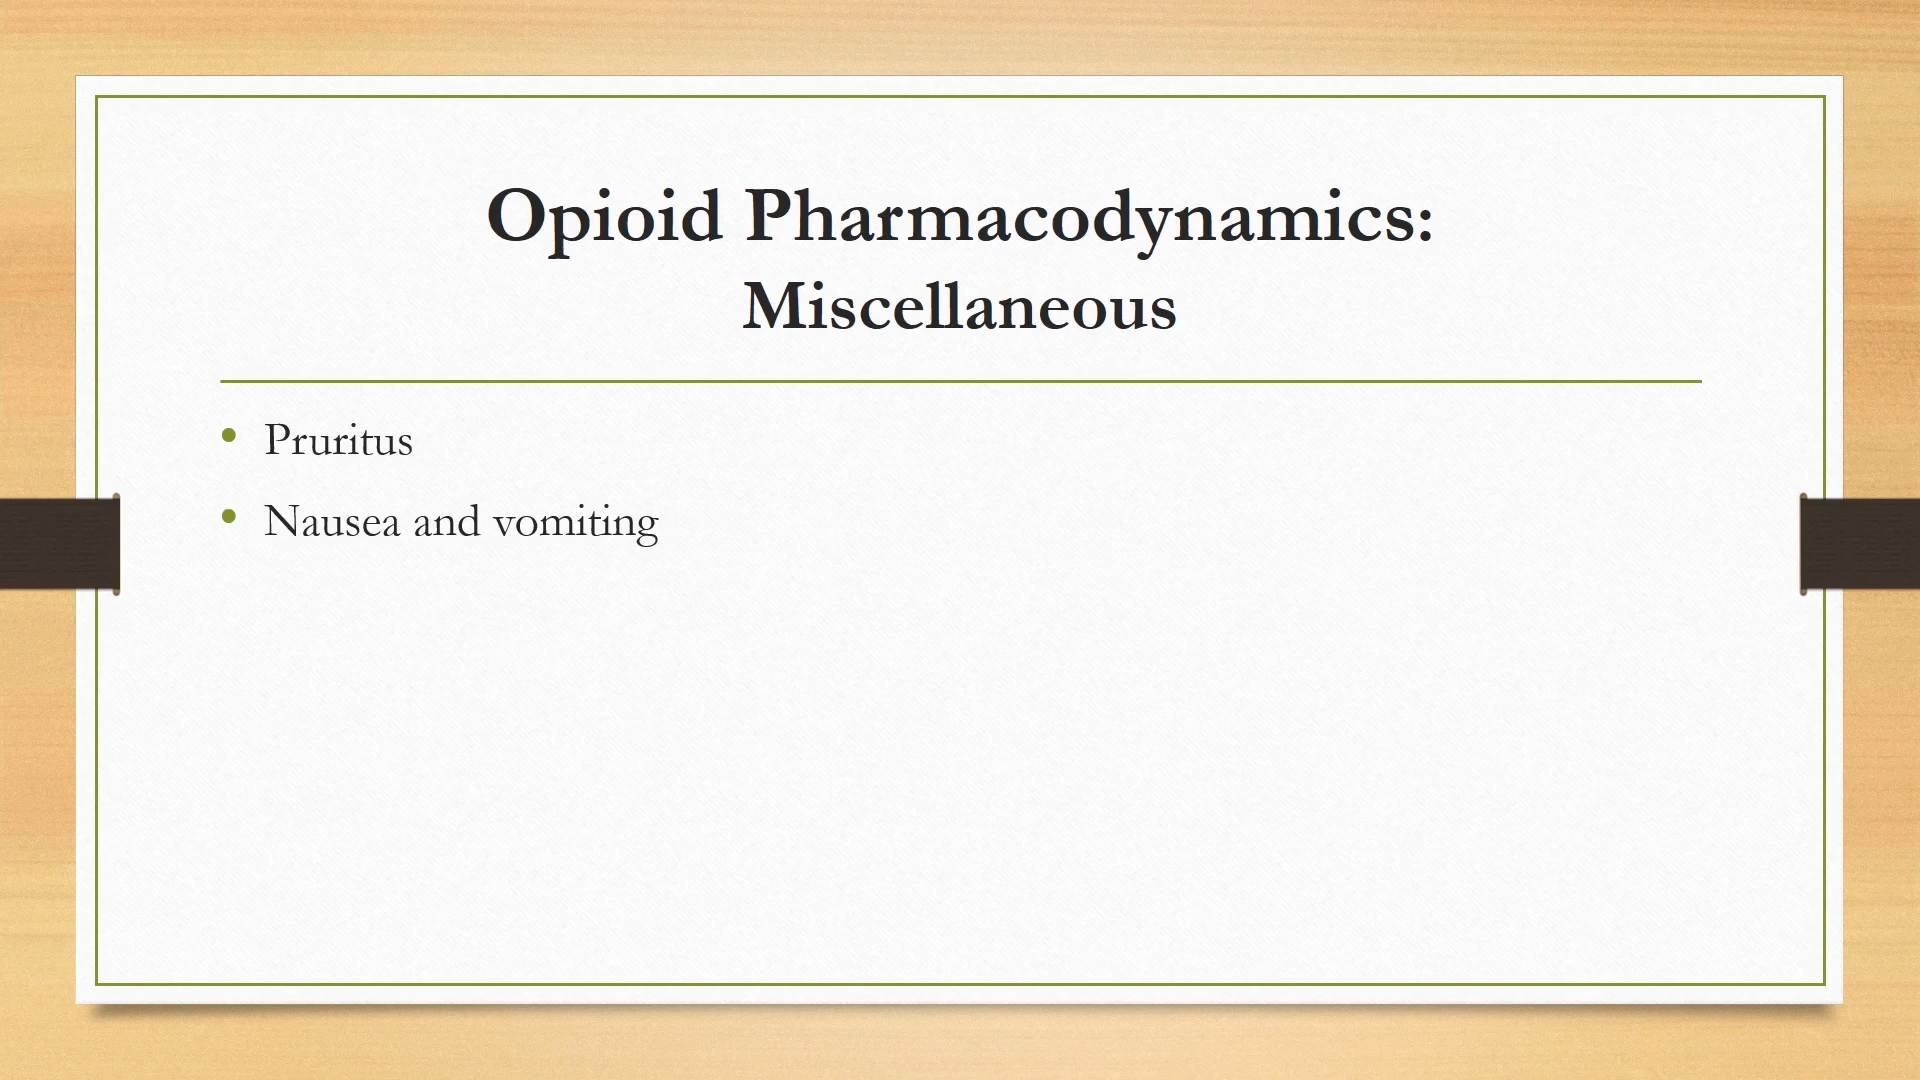 Opioid Pharmacodynamics:
Miscellaneous
• Pruritus
• Nausea and vomiting